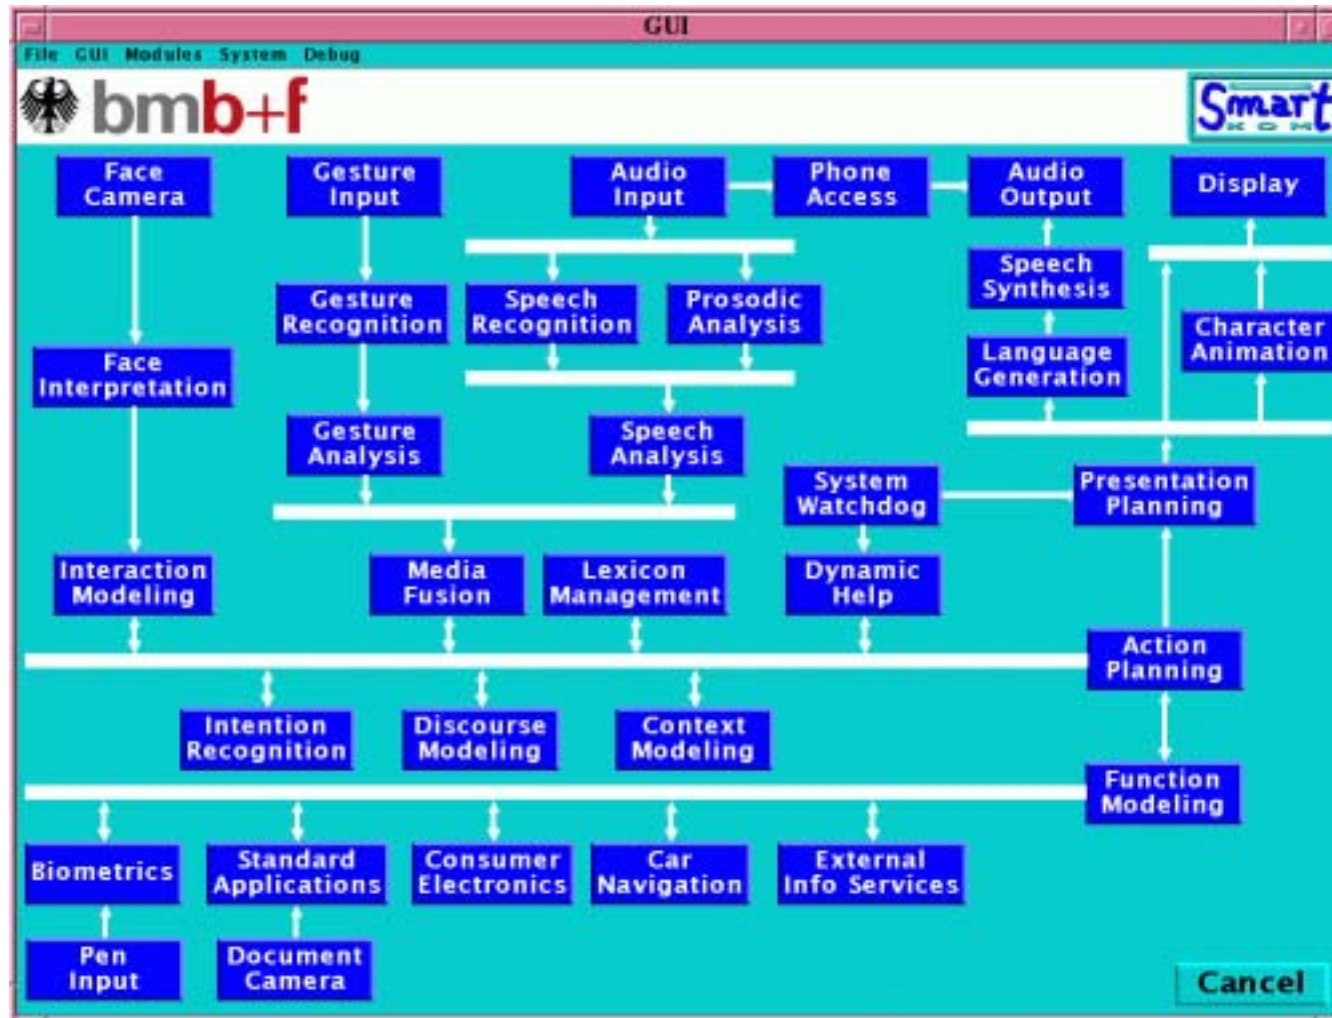 GUI
File GUI Modules System Debug
bmb+f
Smart
KOM
Face
Camera
Gesture
Input
Audio
Input
Phone
Access
Audio
Output
Display
Speech
Synthesis
Gesture
Recognition
Speech
Recognition
Prosodic
Analysis
Character
Animation
Face
Interpretation
Language
Generation
Gesture
Analysis
Speech
Analysis
System
Watchdog
Presentation
Planning
Interaction
Modeling
Media
Fusion
Lexicon
Management
Dynamic
Help
Action
Planning
Intention
Recognition
Discourse
Modeling
Context
Modeling
Function
Modeling
Biometrics
Standard
Applications
Consumer
Electronics
Car
Navigation
External
Info Services
Pen
Input
Document
Camera
Cancel